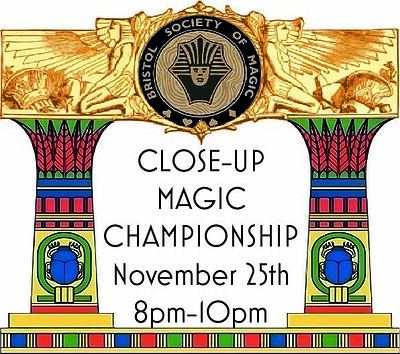 BRISTOL SOCIETY OF MAGIC
CLOSE-UP
MAGIC
CHAMPIONSHIP
November 25th
8pm-10pm